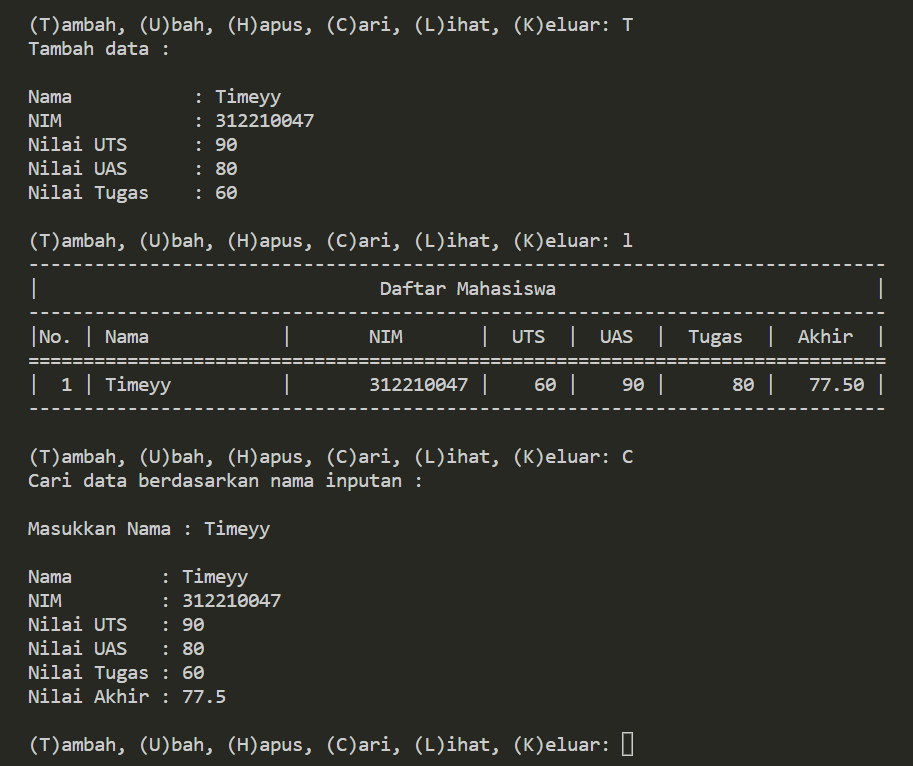 (T)ambah, (U)bah, (H)apus, (C)ari, (L)ihat, (K)eluar: T
Tambah data :
Nama           : Timeyy
NIM            : 312210047
Nilai UTS      : 90
Nilai UAS      : 80
Nilai Tugas    : 60
(T)ambah, (U)bah, (H)apus, (C)ari, (L)ihat, (K)eluar: l
------------------------------------------------------------------------------
|                               Daftar Mahasiswa                             |
------------------------------------------------------------------------------
|No. | Nama            |       NIM       |  UTS  |  UAS  |  Tugas  |  Akhir  |
==============================================================================
|  1 | Timeyy          |       312210047 |    60 |    90 |      80 |   77.50 |
------------------------------------------------------------------------------
(T)ambah, (U)bah, (H)apus, (C)ari, (L)ihat, (K)eluar: C
Cari data berdasarkan nama inputan :
Masukkan Nama : Timeyy
Nama        : Timeyy
NIM         : 312210047
Nilai UTS   : 90
Nilai UAS   : 80
Nilai Tugas : 60
Nilai Akhir : 77.5
(T)ambah, (U)bah, (H)apus, (C)ari, (L)ihat, (K)eluar: